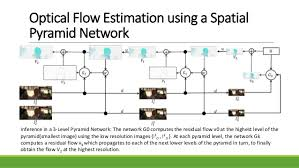 Optical Flow Estimation using a Spatial
Pyramid Network
Inference in a 3-Level Pyramid Network: The network G0 computes the residual flow v0 at the highest level of the
pyramid(smallest image) using the low resolution images . At each pyramid level, the network Gk
computes a residual flow which propagates to each of the next lower levels of the pyramid in turn, to finally
obtain the flow V₂ at the highest resolution.